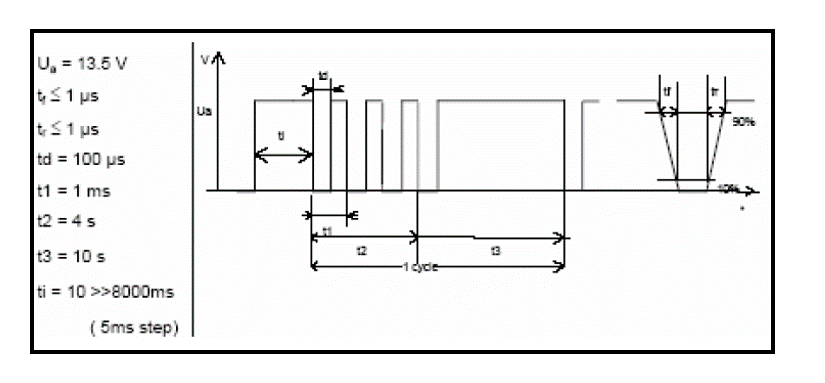 Ua = 13.5 V
tf ≤ 1 µs
tr ≤ 1 µs
td = 100 µs
t1 = 1 ms
t2 = 4 s
t3 = 10 s
ti = 10 >>8000ms
( 5ms step)
V
td
tf
tr
Ua
90%
ti
10%
t1
t2
t3
1 cycle